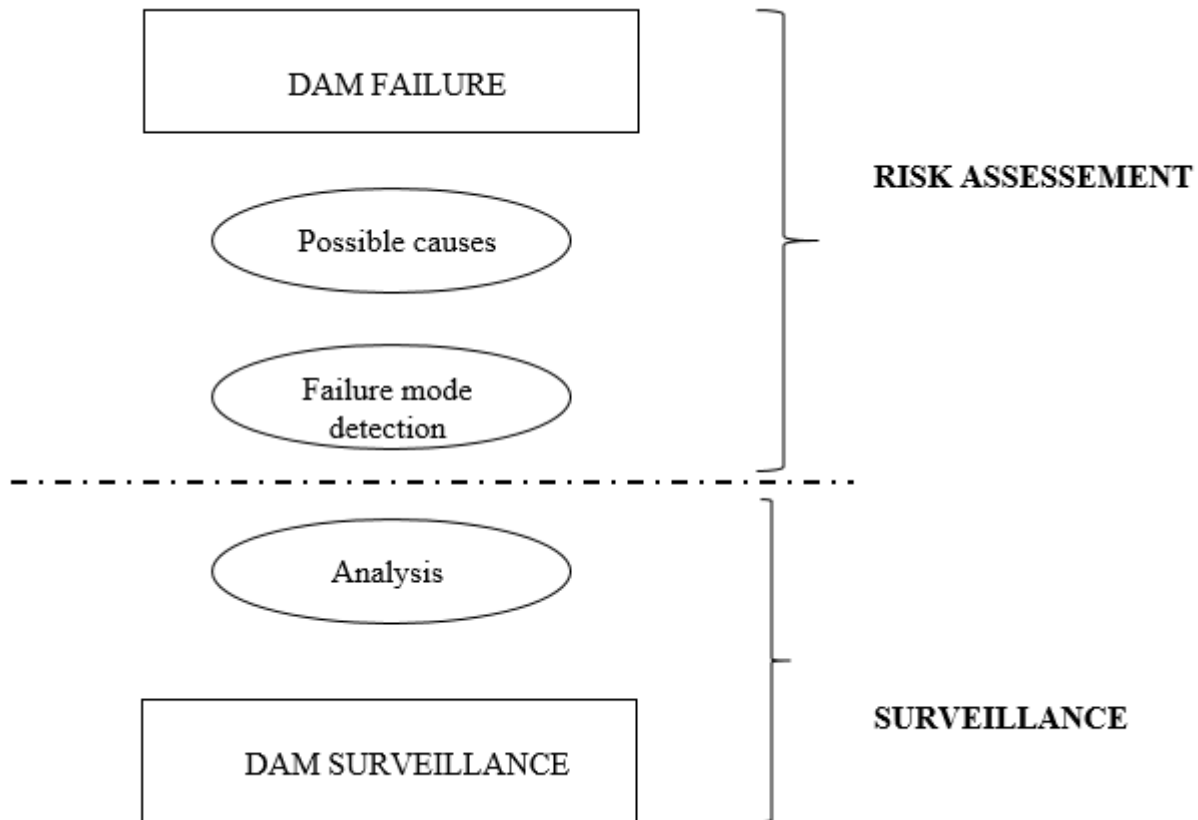 DAM FAILURE
RISK ASSESSEMENT
Possible causes
Failure mode
detection
Analysis
SURVEILLANCE
DAM SURVEILLANCE